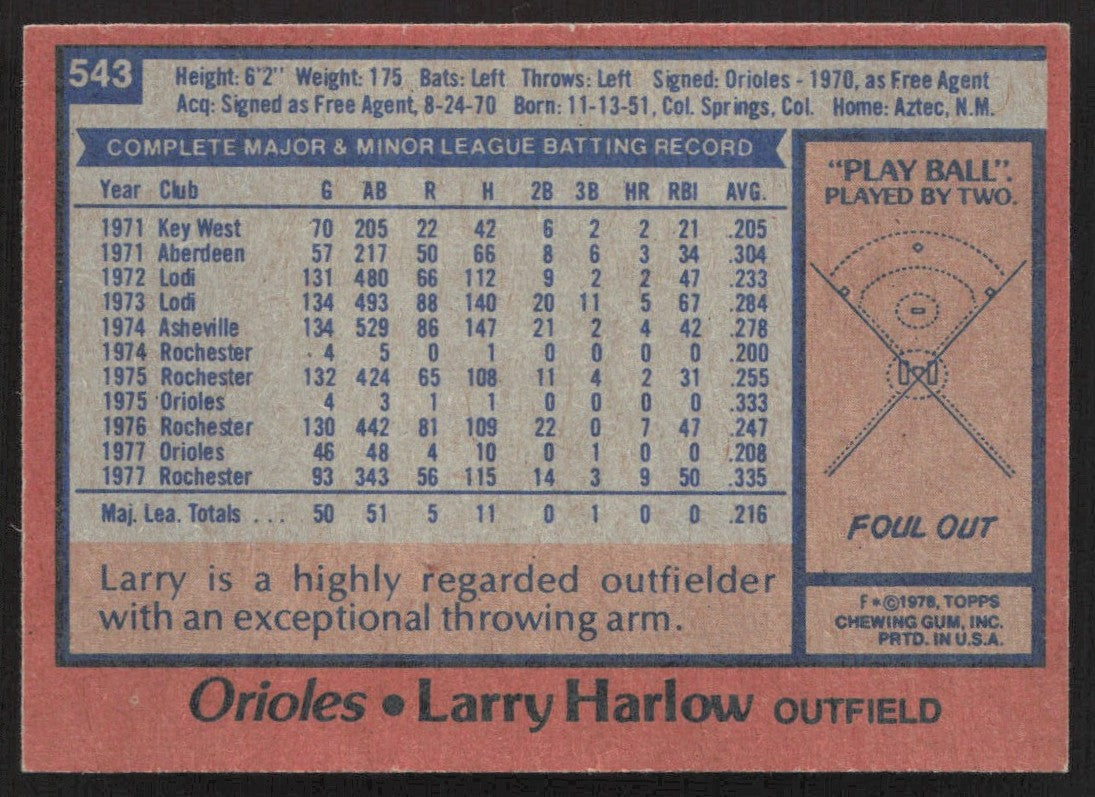 543
Height: 6'2" Weight: 175 Bats: Left Throws: Left Signed: Orioles - 1970, as Free Agent
Acq: Signed as Free Agent, 8-24-70 Born: 11-13-51, Col. Springs, Col. Home: Aztec, N.M.
COMPLETE MAJOR & MINOR LEAGUE BATTING RECORD
Year Club G AB R H 2B 3B HR RBI AVG.
1971 Key West 70 205 22 42 6 2 2 21 .205
1971 Aberdeen 57 217 50 66 8 6 3 34 .304
1972 Lodi 131 480 66 112 9 2 2 47 .233
1973 Lodi 134 493 88 140 20 11 5 67 .284
1974 Asheville 134 529 86 147 21 2 4 42 .278
1974 Rochester 4 5 0 1 0 0 0 0 .200
1975 Rochester 132 424 65 108 11 4 2 31 .255
1975 Orioles 4 3 1 1 0 0 0 0 .333
1976 Rochester 130 442 81 109 22 0 7 47 .247
1977 Orioles 46 48 4 10 0 1 0 0 .208
1977 Rochester 93 343 56 115 14 3 9 50 .335
Maj. Lea. Totals . . . 50 51 5 11 0 1 0 0 .216
Larry is a highly regarded outfielder
with an exceptional throwing arm.
"PLAY BALL".
PLAYED BY TWO.
FOUL OUT
F*©1978, TOPPS
CHEWING GUM, INC.
PRTD. IN U.S.A.
Orioles • Larry Harlow OUTFIELD